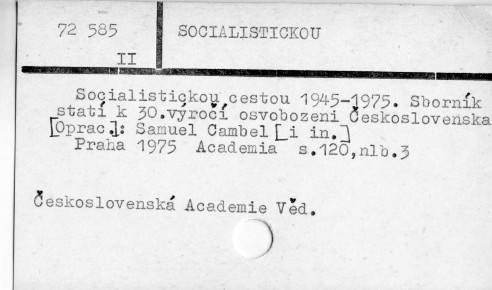 72 585
SOCIALISTICKOU
II
Socialistickou cestou 1945-1975. Sborník
statí k 30.výročí osvobozeni Československa
[Oprac.]: Samuel Cambel [i in.]
Praha 1975 Academia s.120,nlb.3
Československá Academie Věd.